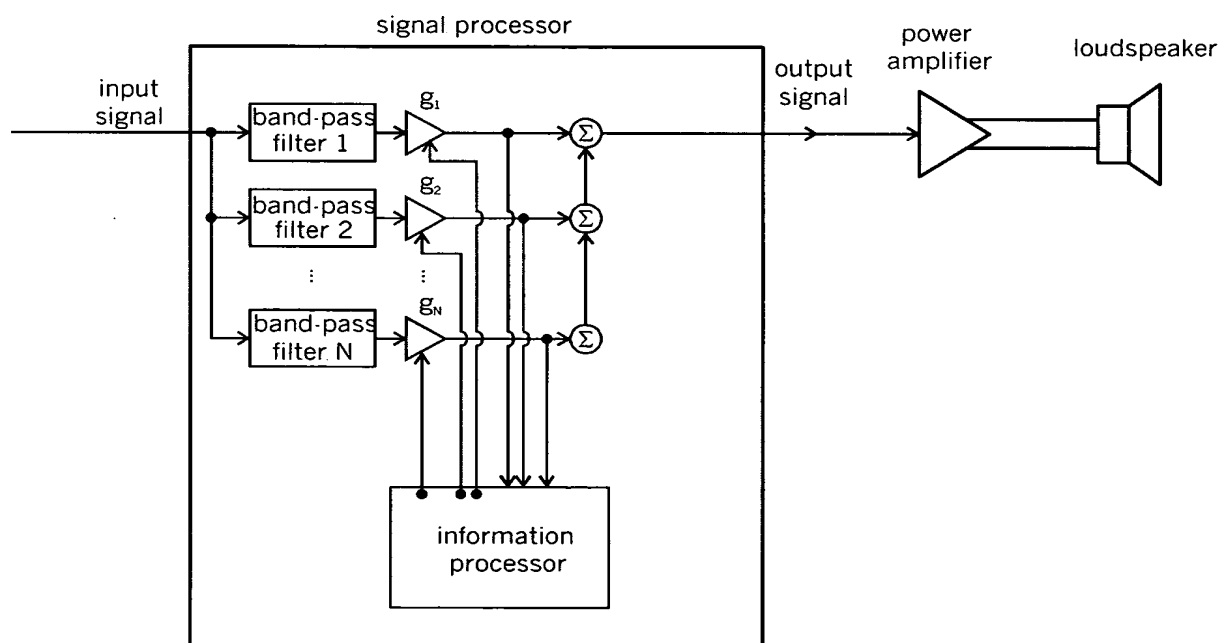 signal processor
input
signal
output
signal
power
amplifier
loudspeaker
band-pass
filter 1
g₁
Σ
band-pass
filter 2
g₂
Σ
...
...
band-pass
filter N
g_N
Σ
information
processor